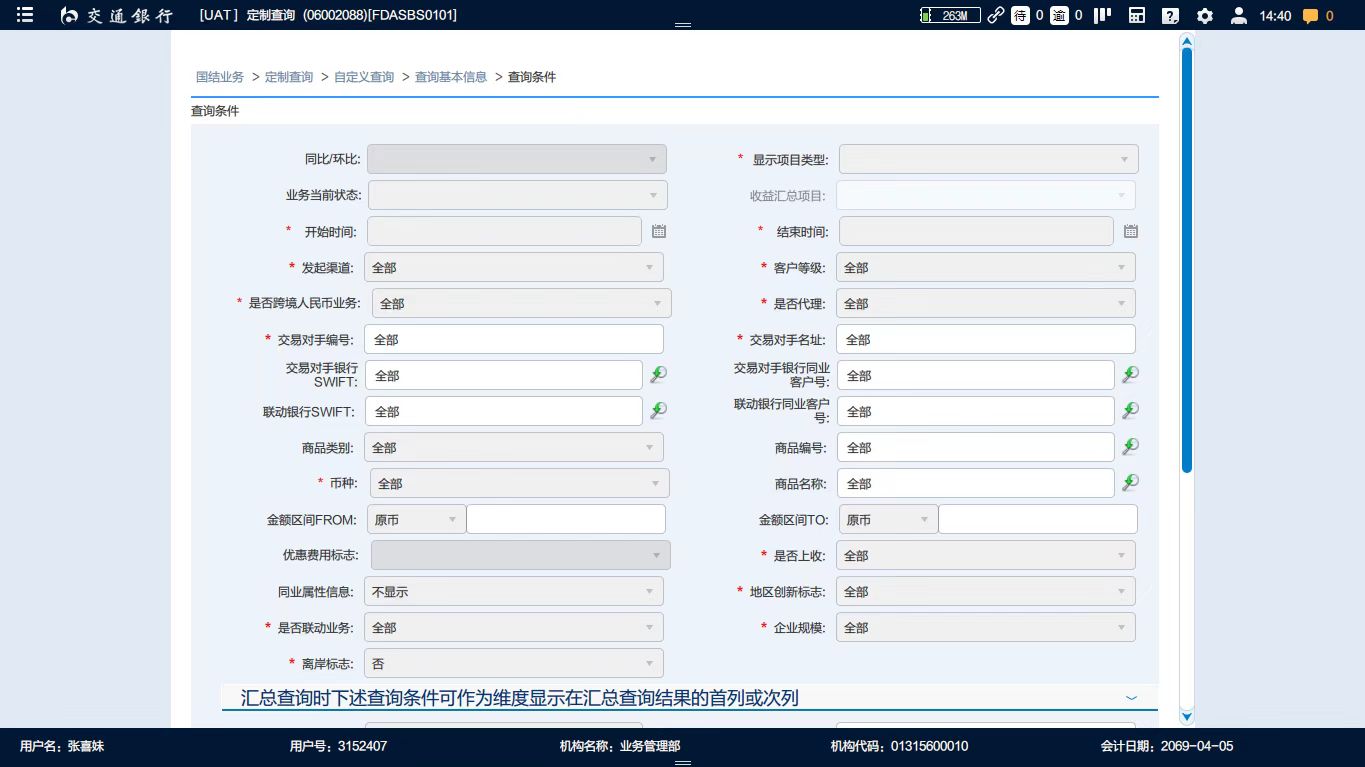 交通銀行 [UAT] 定制查询 (06002088)[FDASBS0101] 263M 待 0 逾 0 14:40 0
国结业务 > 定制查询 > 自定义查询 > 查询基本信息 > 查询条件
查询条件
同比/环比: * 显示项目类型:
业务当前状态: 收益汇总项目:
* 开始时间: * 结束时间:
* 发起渠道: 全部 * 客户等级: 全部
* 是否跨境人民币业务: 全部 * 是否代理: 全部
* 交易对手编号: 全部 * 交易对手名址: 全部
交易对手银行SWIFT: 全部 交易对手银行同业客户号: 全部
联动银行SWIFT: 全部 联动银行同业客户号: 全部
商品类别: 全部 商品编号: 全部
* 币种: 全部 商品名称: 全部
金额区间FROM: 原币 金额区间TO: 原币
优惠费用标志: * 是否上收: 全部
同业属性信息: 不显示 * 地区创新标志: 全部
* 是否联动业务: 全部 * 企业规模: 全部
* 离岸标志: 否
汇总查询时下述查询条件可作为维度显示在汇总查询结果的首列或次列
用户名: 张喜妹 用户号: 3152407 机构名称: 业务管理部 机构代码: 01315600010 会计日期: 2069-04-05